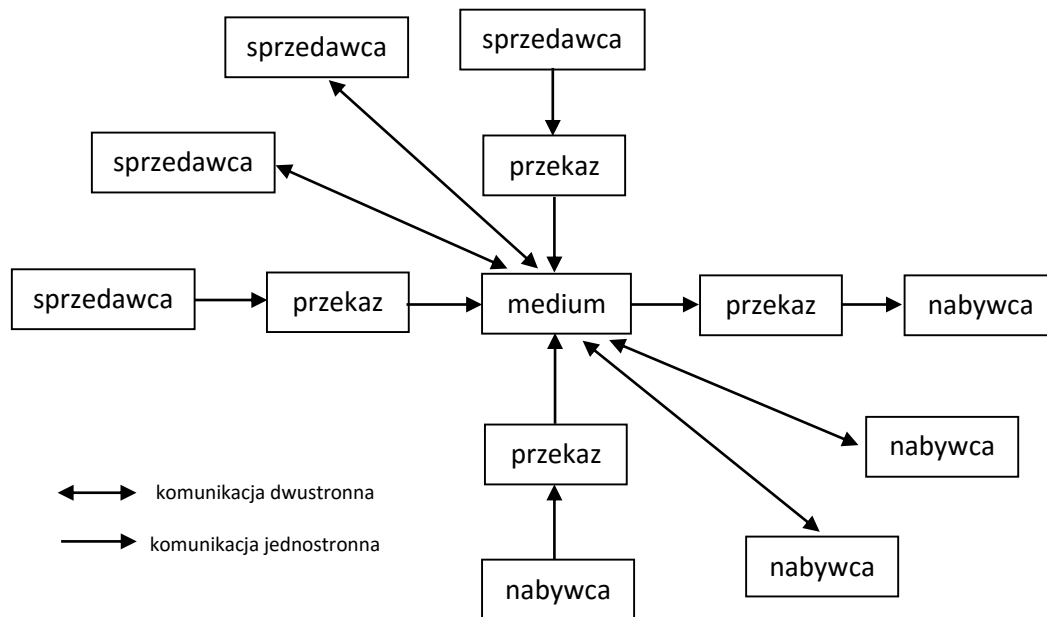 sprzedawca
sprzedawca
sprzedawca
przekaz
sprzedawca
przekaz
medium
przekaz
nabywca
przekaz
nabywca
nabywca
nabywca
komunikacja dwustronna
komunikacja jednostronna